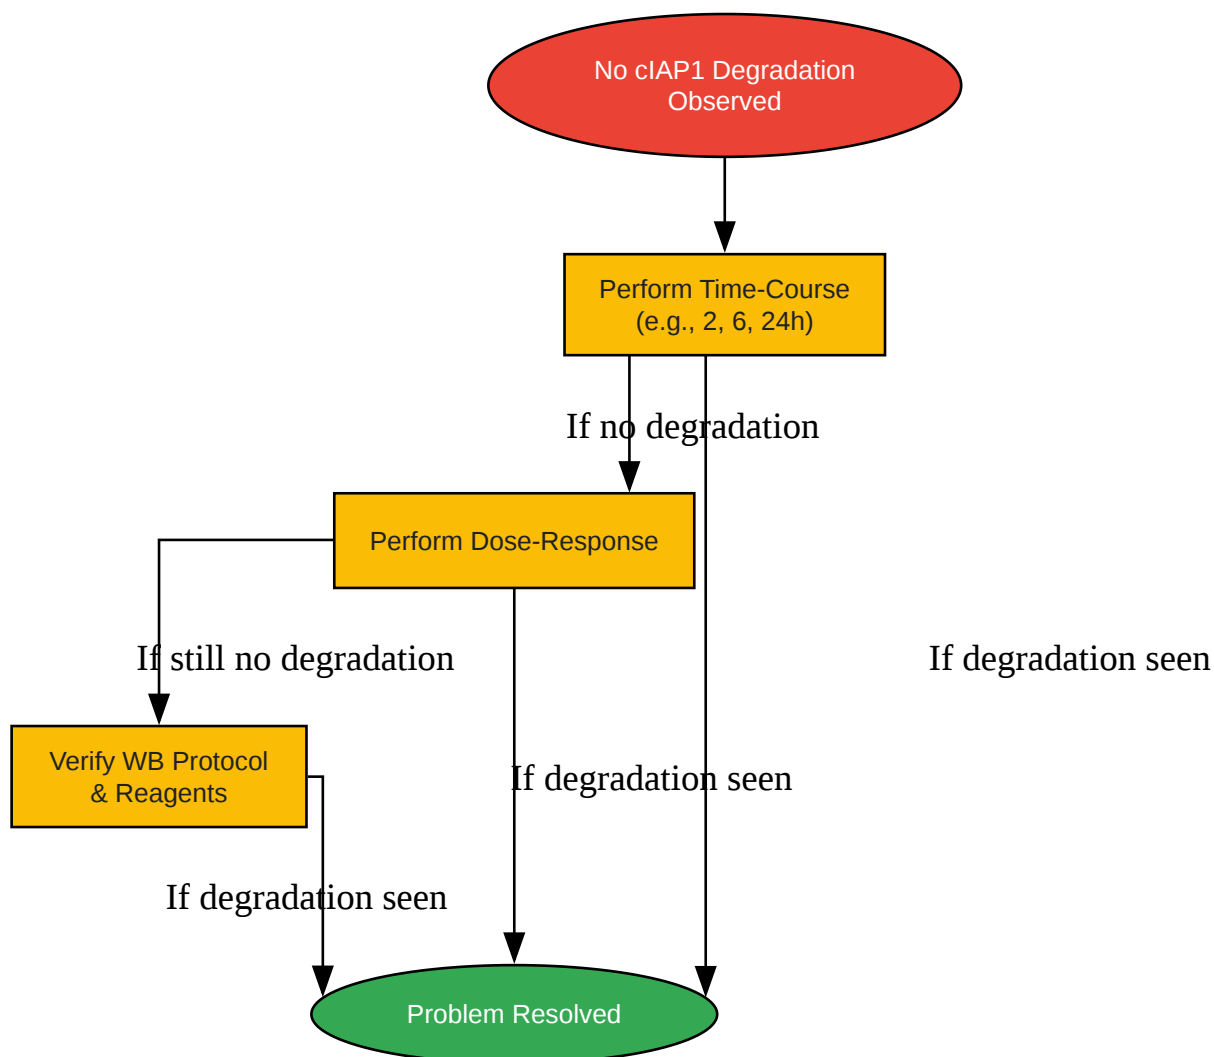 No cIAP1 Degradation
Observed
Perform Time-Course
(e.g., 2, 6, 24h)
If no degradation
Perform Dose-Response
If still no degradation
If degradation seen
Verify WB Protocol
& Reagents
If degradation seen
If degradation seen
Problem Resolved